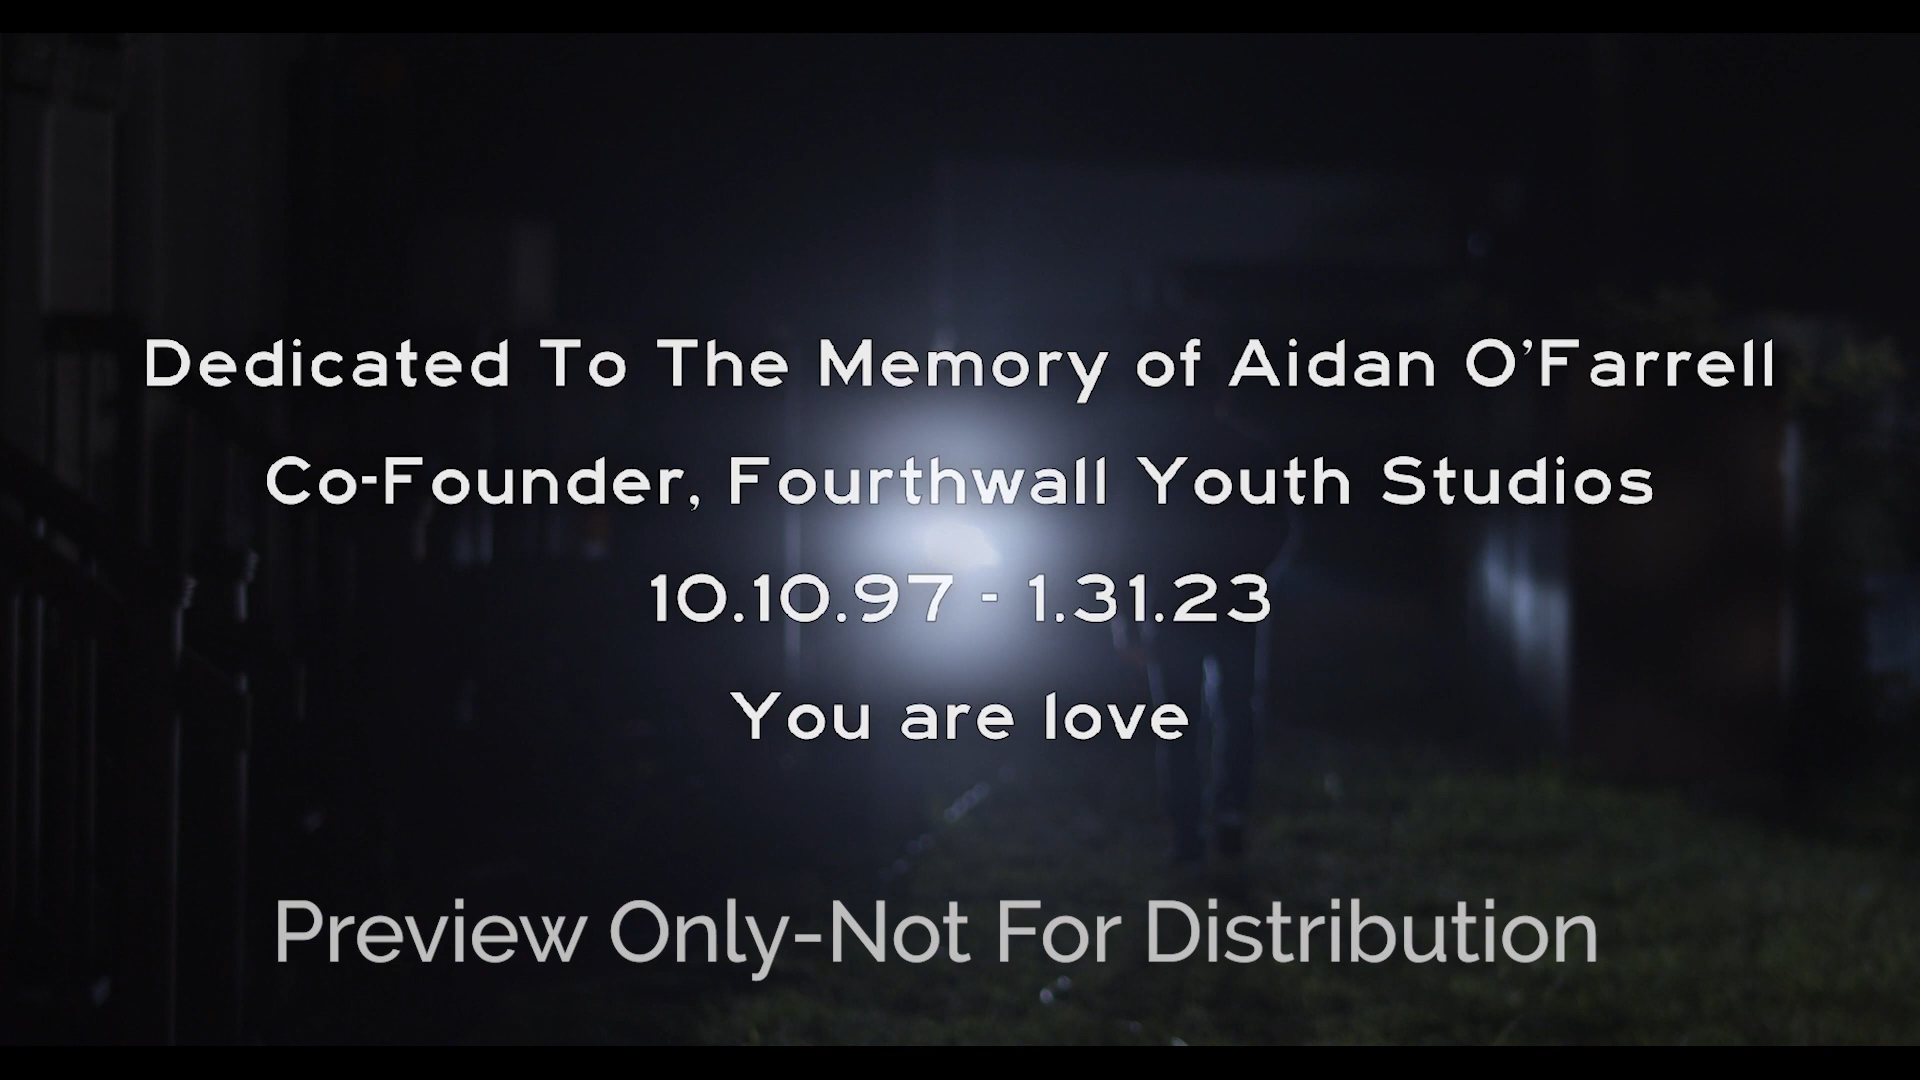 Dedicated To The Memory of Aidan O'Farrell
Co-Founder, Fourthwall Youth Studios
10.10.97 - 1.31.23
You are love
Preview Only-Not For Distribution